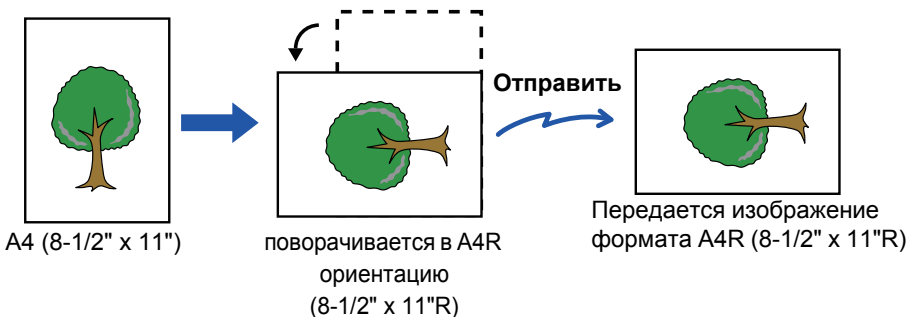 A4 (8-1/2" x 11")
поворачивается в A4R
ориентацию
(8-1/2" x 11"R)
Отправить
Передается изображение
формата A4R (8-1/2" x 11"R)